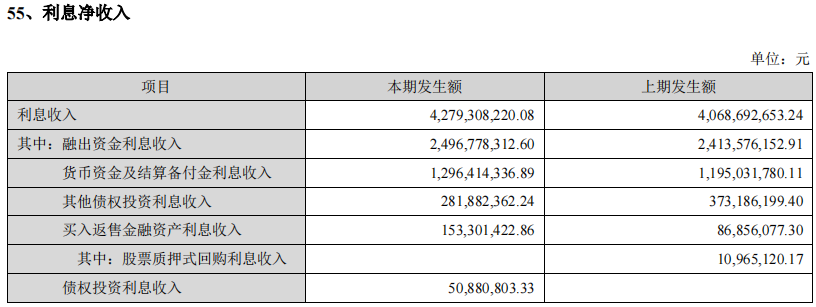 55、利息净收入
单位：元
项目 本期发生额 上期发生额
利息收入 4,279,308,220.08 4,068,692,653.24
其中：融出资金利息收入 2,496,778,312.60 2,413,576,152.91
货币资金及结算备付金利息收入 1,296,414,336.89 1,195,031,780.11
其他债权投资利息收入 281,882,362.24 373,186,199.40
买入返售金融资产利息收入 153,301,422.86 86,856,077.30
其中：股票质押式回购利息收入 10,965,120.17
债权投资利息收入 50,880,803.33